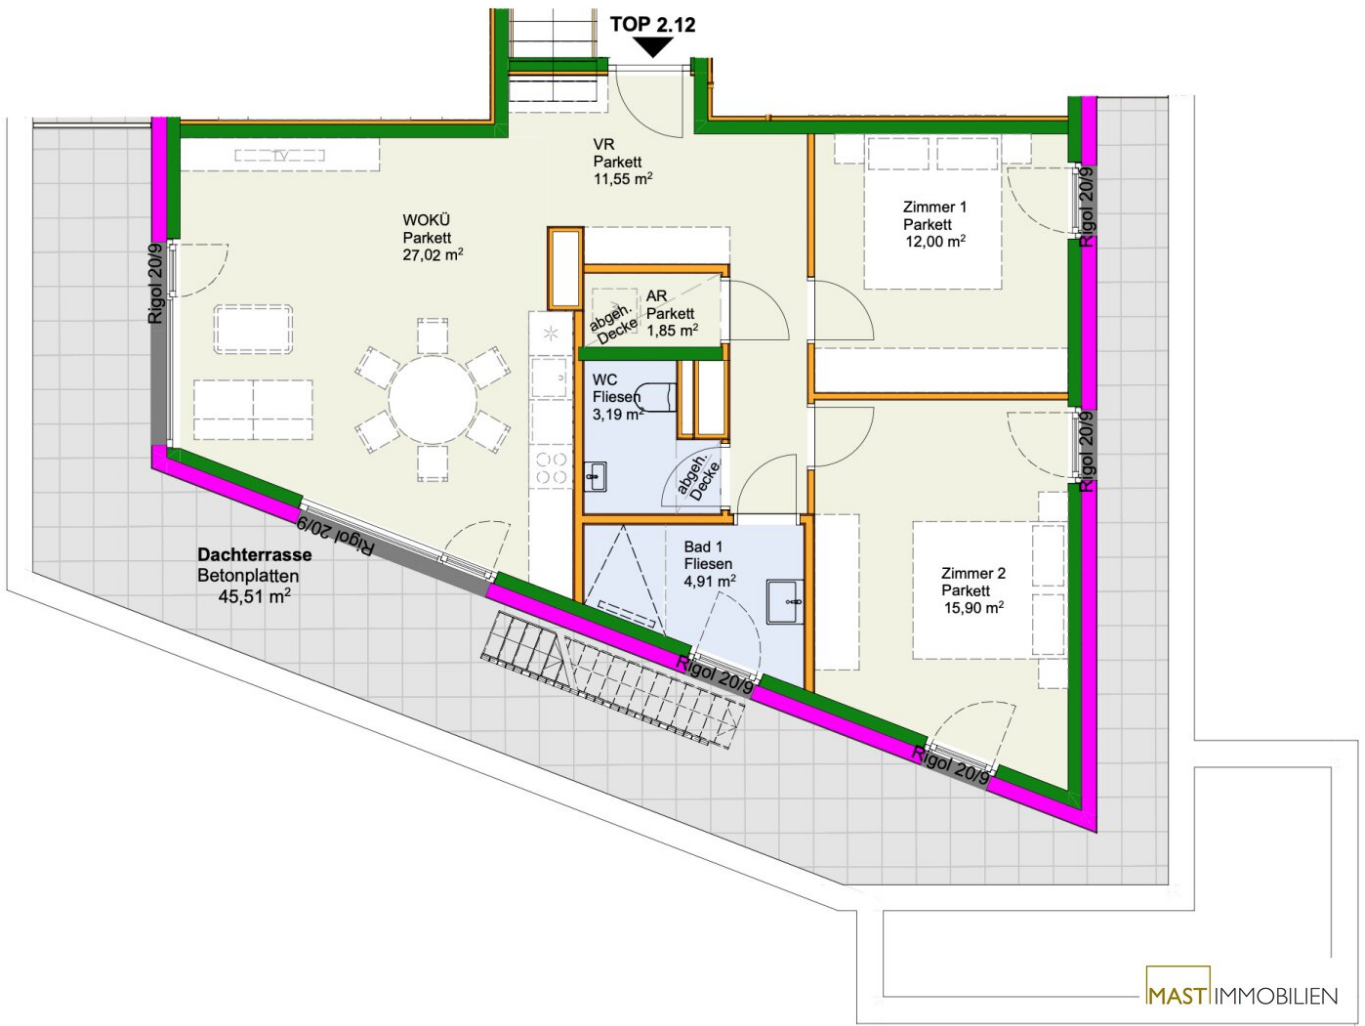 TOP 2.12
TV
VR
Parkett
11,55 m²
WOKÜ
Parkett
27,02 m²
Zimmer 1
Parkett
12,00 m²
Rigol 20/9
Rigol 20/9
AR
Parkett
1,85 m²
abgeh.
Decke
WC
Fliesen
3,19 m²
abgeh.
Decke
Rigol 20/9
Rigol 20/9
Dachterrasse
Betonplatten
45,51 m²
Bad 1
Fliesen
4,91 m²
Zimmer 2
Parkett
15,90 m²
Rigol 20/9
Rigol 20/9
MAST IMMOBILIEN